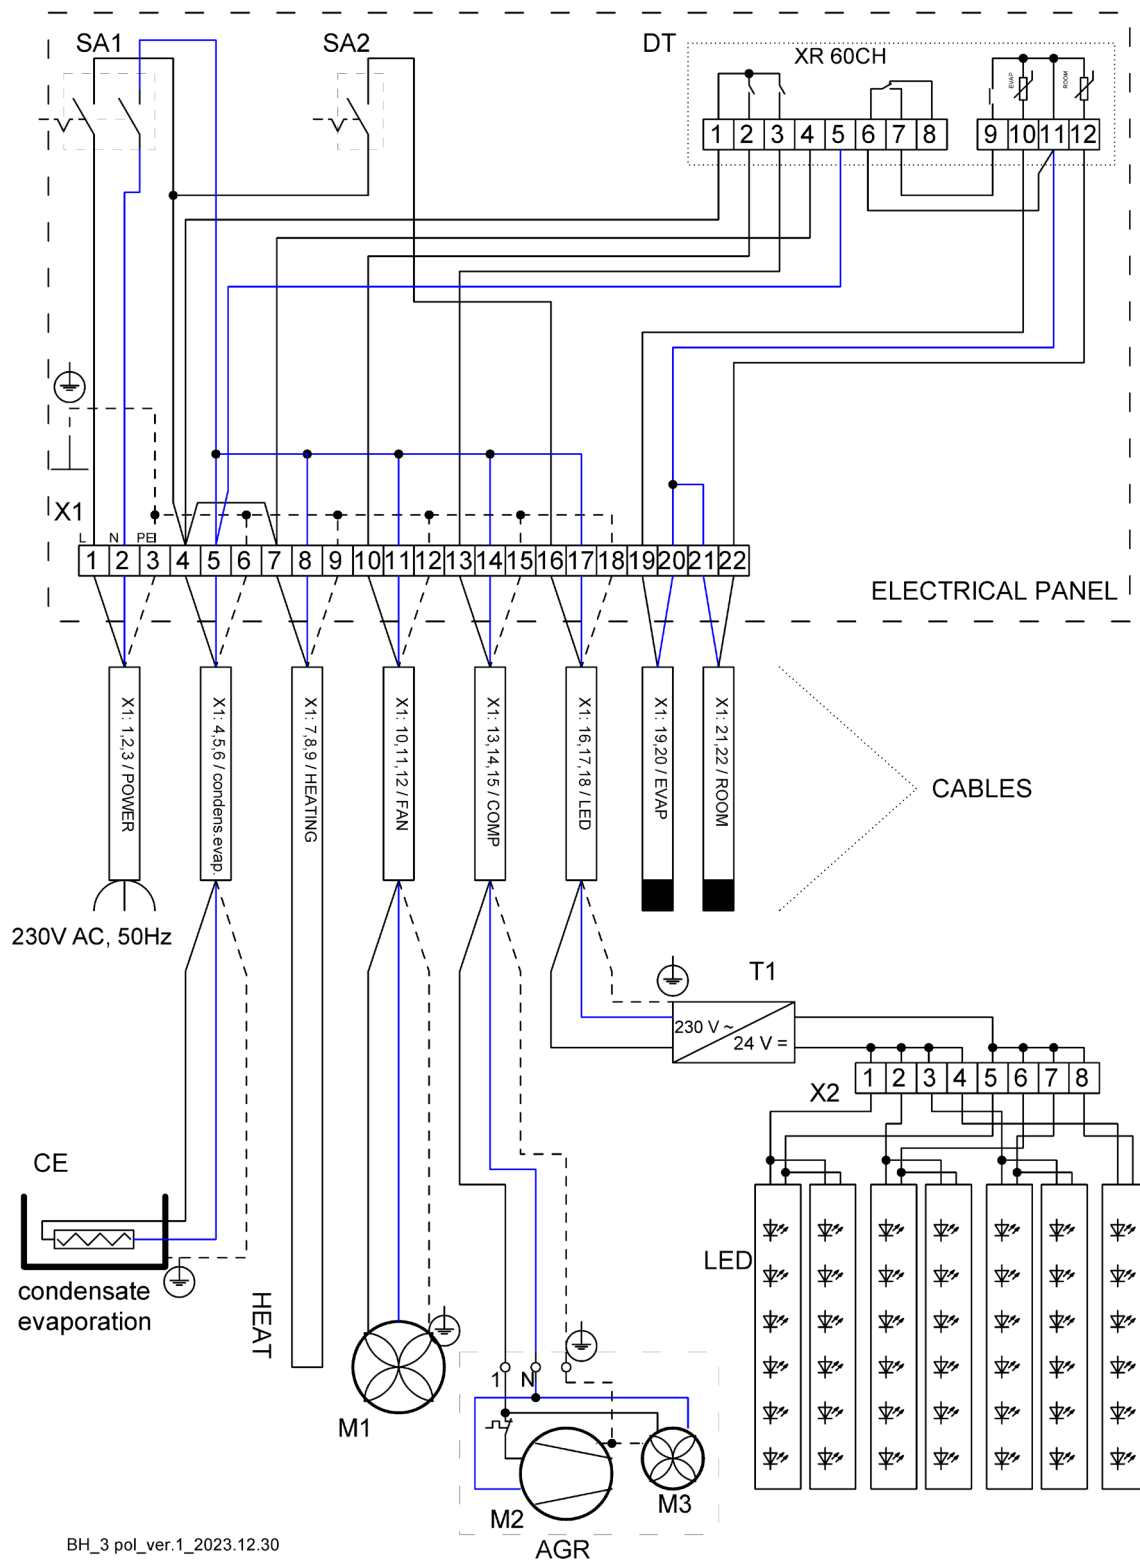 SA1
SA2
DT
XR 60CH
EVAP
ROOM
1 2 3 4 5 6 7 8
9 10 11 12
X1
L N PE
1 2 3 4 5 6 7 8 9 10 11 12 13 14 15 16 17 18 19 20 21 22
ELECTRICAL PANEL
X1: 1,2,3 / POWER
X1: 4,5,6 / condens.evap.
X1: 7,8,9 / HEATING
X1: 10,11,12 / FAN
X1: 13,14,15 / COMP
X1: 16,17,18 / LED
X1: 19,20 / EVAP
X1: 21,22 / ROOM
CABLES
230V AC, 50Hz
T1
230 V ~
24 V =
X2
1 2 3 4 5 6 7 8
CE
condensate
evaporation
HEAT
LED
M1
1 N
M2
M3
AGR
BH_3 pol_ver.1_2023.12.30